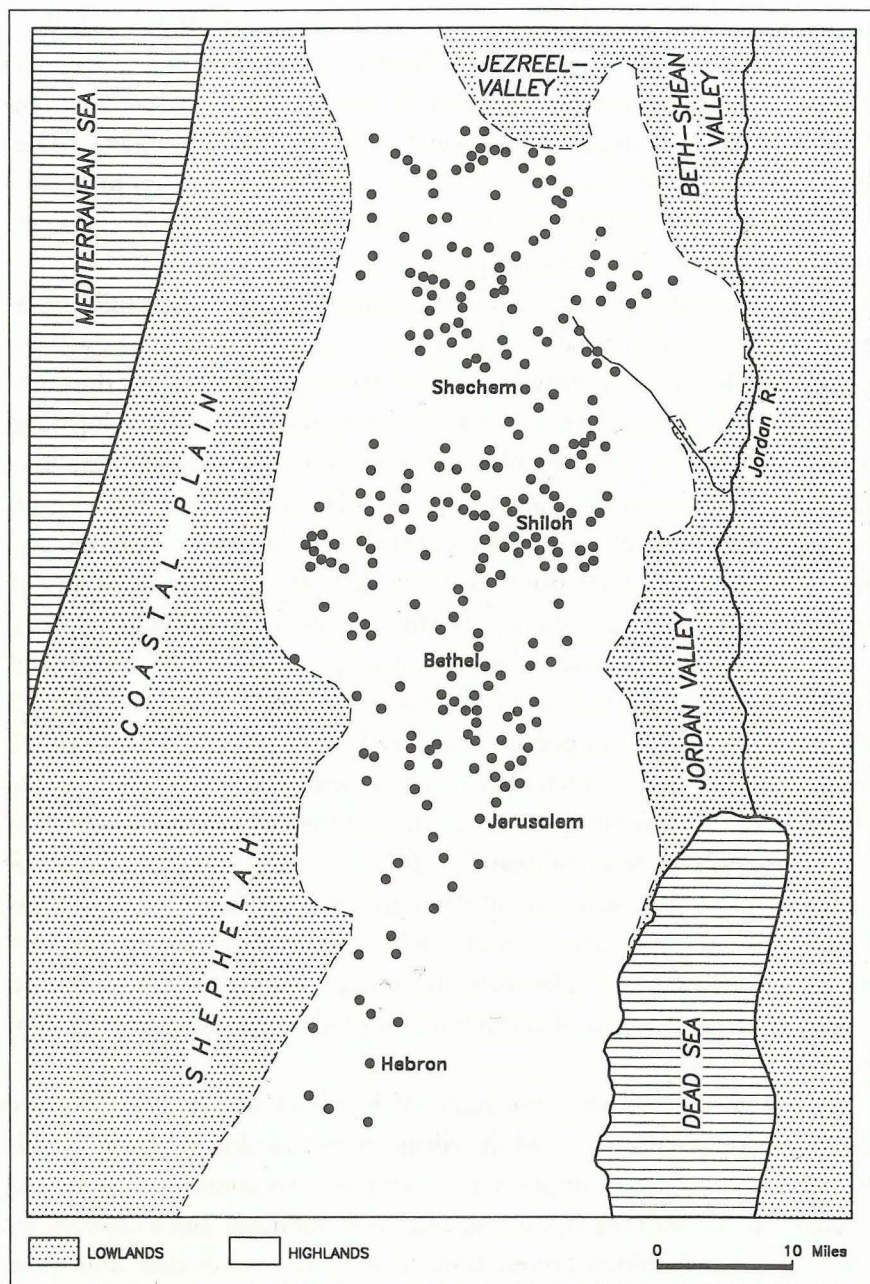 JEZREEL–
VALLEY
BETH–SHEAN
VALLEY
MEDITERRANEAN SEA
Shechem
Jordan R.
COASTAL PLAIN
Shiloh
Bethel
JORDAN VALLEY
Jerusalem
SHEPHELAH
Hebron
DEAD SEA
LOWLANDS
HIGHLANDS
0 10 Miles